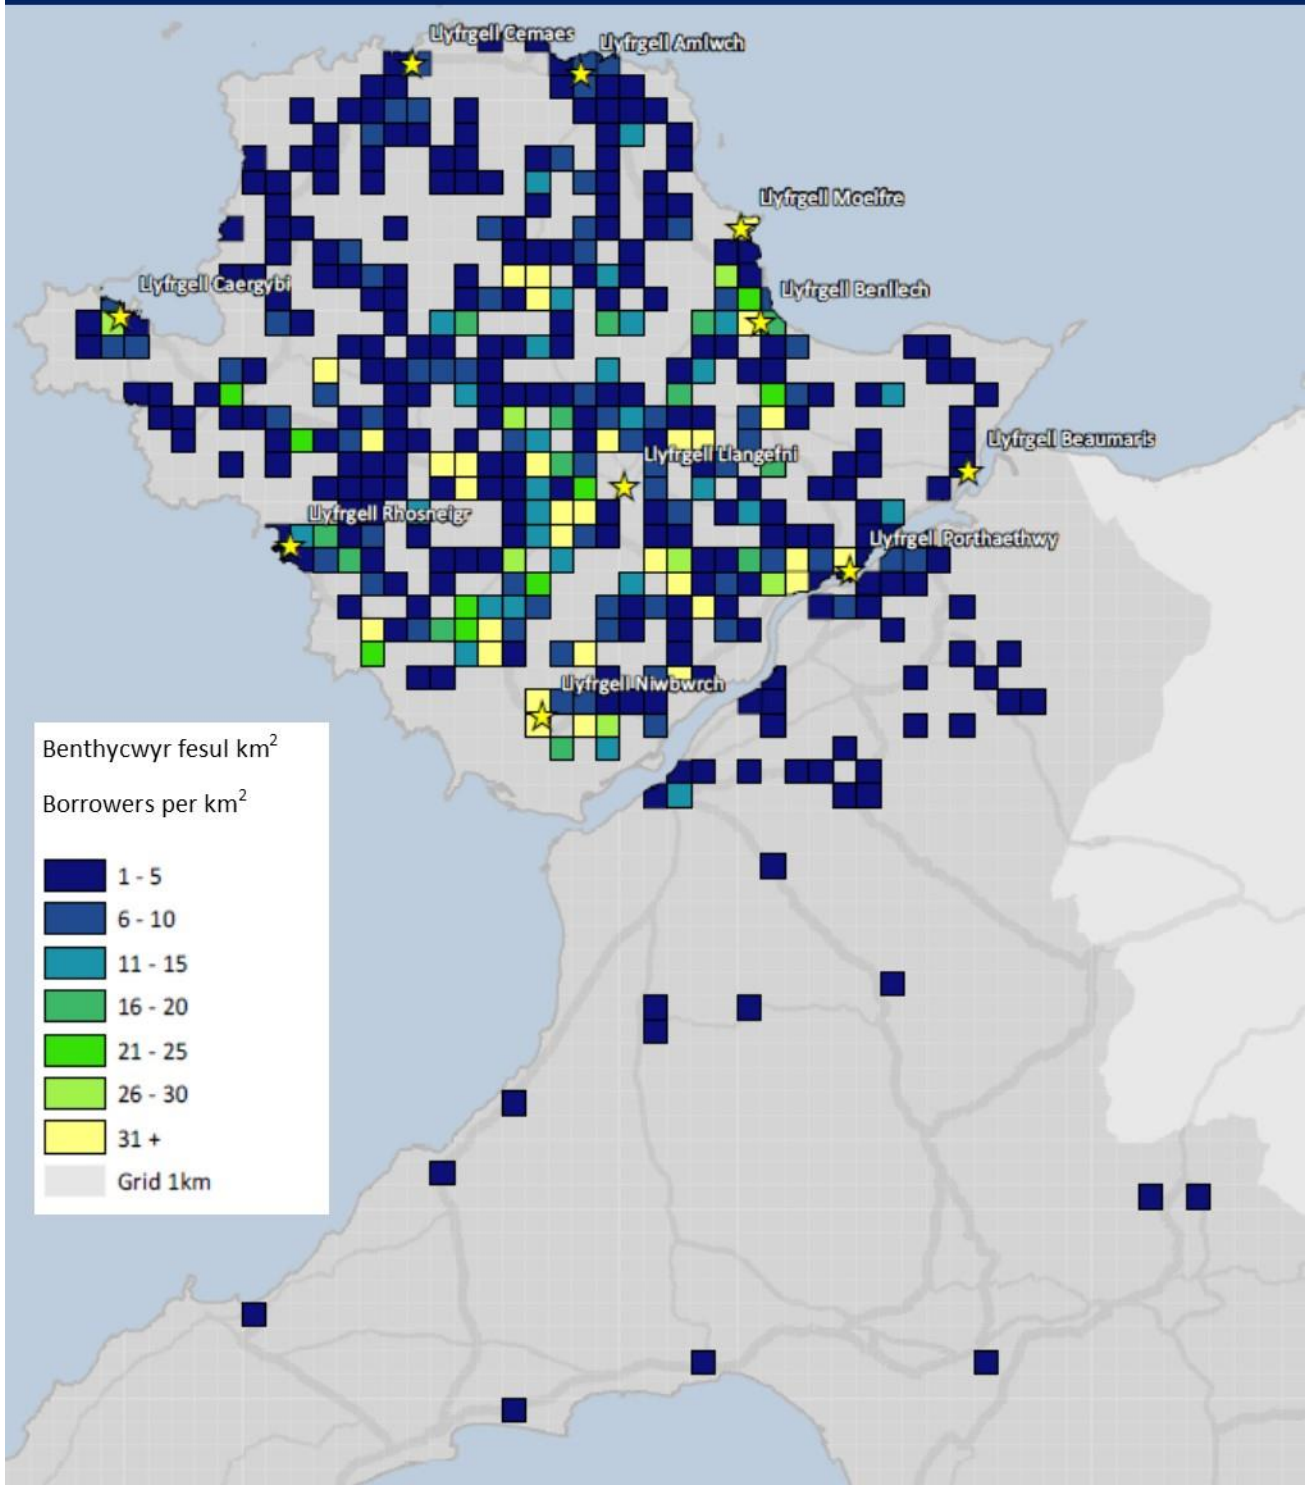 Llyfrgell Cemaes
Llyfrgell Amlwch
Llyfrgell Moelfre
Llyfrgell Caergybi
Llyfrgell Benllech
Llyfrgell Beaumaris
Llyfrgell Llangefni
Llyfrgell Rhosneigr
Llyfrgell Porthaethwy
Llyfrgell Niwbwrch
Benthycwyr fesul km²
Borrowers per km²
1 - 5
6 - 10
11 - 15
16 - 20
21 - 25
26 - 30
31 +
Grid 1km